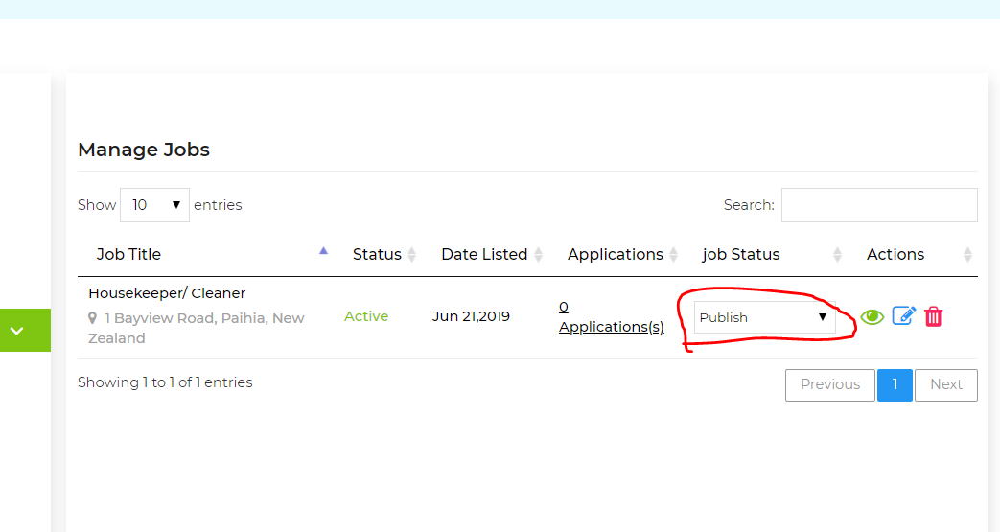 Manage Jobs
Show 10 entries Search:
Job Title Status Date Listed Applications job Status Actions
Housekeeper/ Cleaner
1 Bayview Road, Paihia, New
Zealand
Active
Jun 21,2019
0
Applications(s)
Publish
Showing 1 to 1 of 1 entries
Previous 1 Next